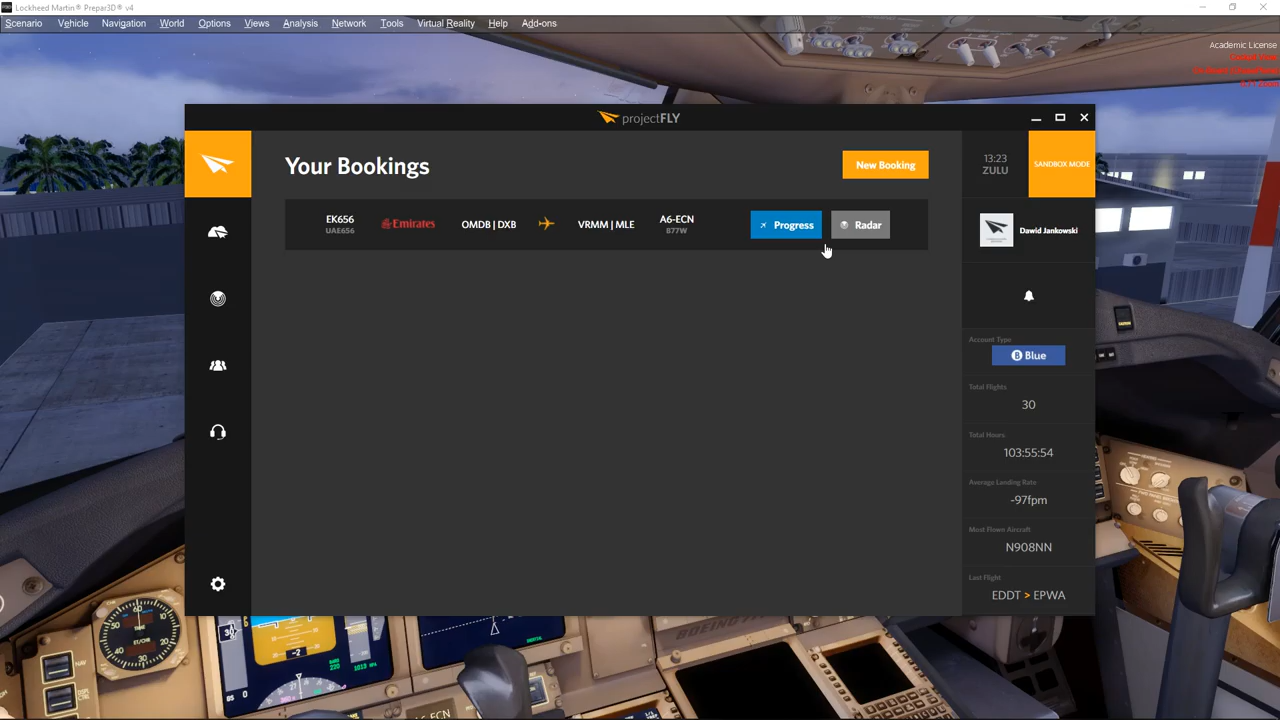 Lockheed Martin® Prepar3D® v4
Scenario Vehicle Navigation World Options Views Analysis Network Tools Virtual Reality Help Add-ons
Academic License
projectFLY
Your Bookings
New Booking
13:23
ZULU
SANDBOX MODE
EK656
UAE656
Emirates
OMDB | DXB
VRMM | MLE
A6-ECN
B77W
Progress
Radar
Dawid Jankowski
Account Type
B Blue
Total Flights
30
Total Hours
103:55:54
Average Landing Rate
-97fpm
Most Flown Aircraft
N908NN
Last Flight
EDDT > EPWA
A6-ECN